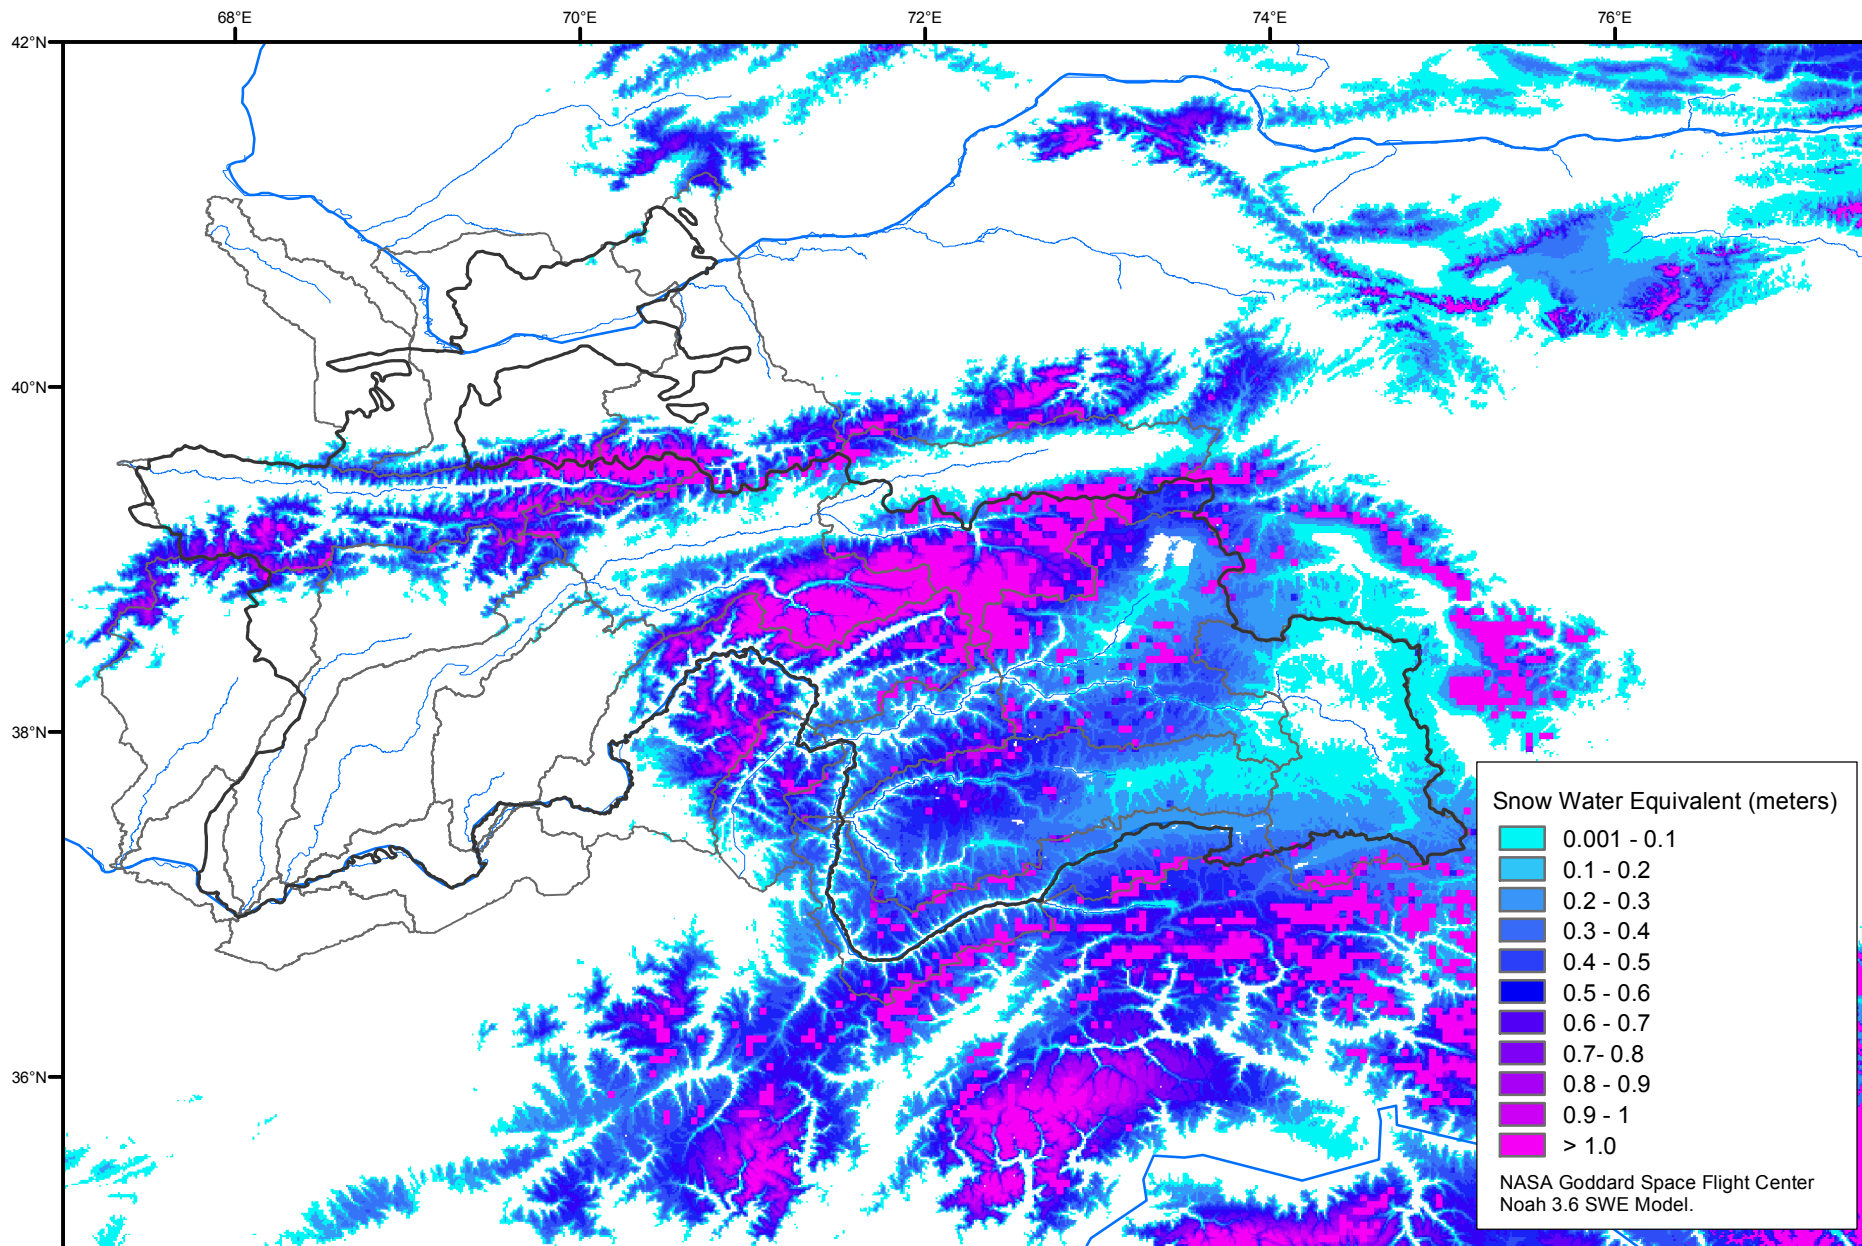 68°E
70°E
72°E
74°E
76°E
42°N
40°N
38°N
36°N
Snow Water Equivalent (meters)
0.001 - 0.1
0.1 - 0.2
0.2 - 0.3
0.3 - 0.4
0.4 - 0.5
0.5 - 0.6
0.6 - 0.7
0.7- 0.8
0.8 - 0.9
0.9 - 1
> 1.0
NASA Goddard Space Flight Center
Noah 3.6 SWE Model.